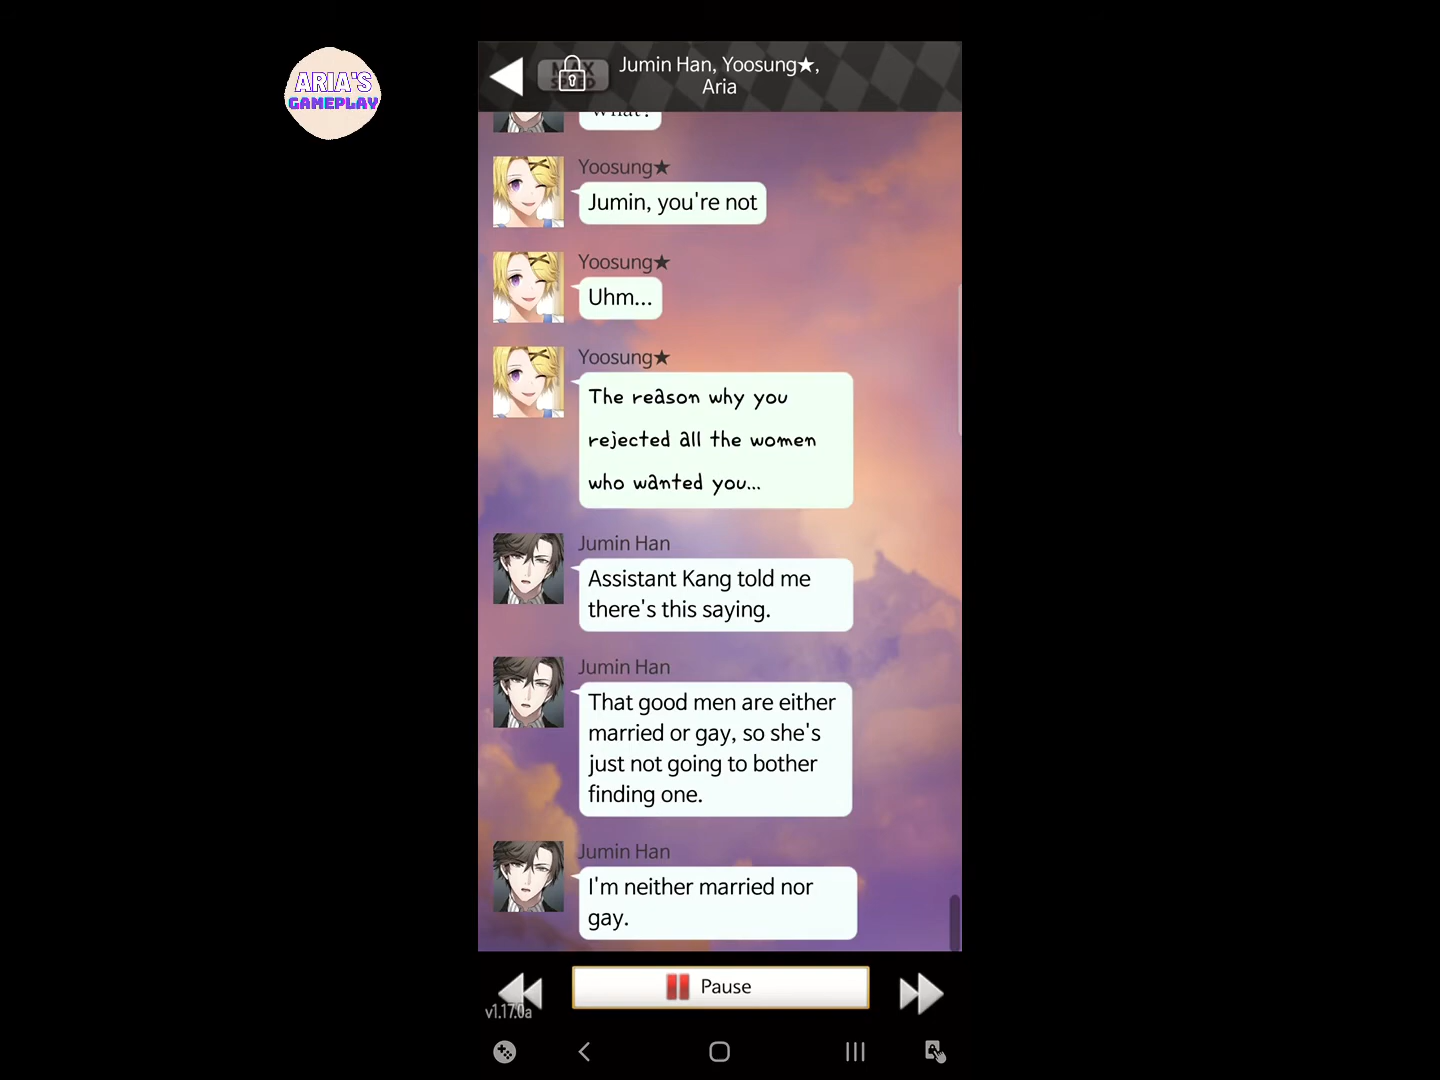 ARIA'S
GAMEPLAY
Jumin Han, Yoosung★,
Aria
What?
Yoosung★
Jumin, you're not
Yoosung★
Uhm...
Yoosung★
The reason why you
rejected all the women
who wanted you...
Jumin Han
Assistant Kang told me
there's this saying.
Jumin Han
That good men are either
married or gay, so she's
just not going to bother
finding one.
Jumin Han
I'm neither married nor
gay.
Pause
v1.17.0a